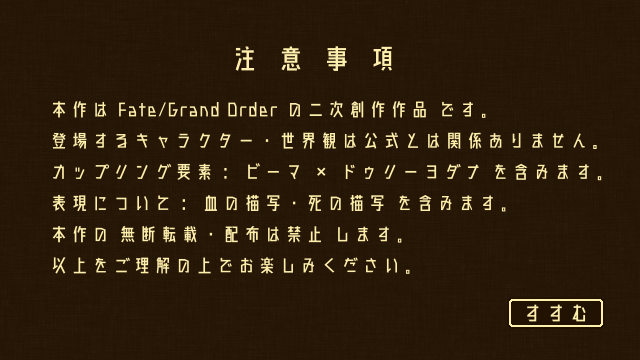 注意事項
本作は Fate/Grand Order の二次創作作品 です。
登場するキャラクター・世界観は公式とは関係ありません。
カップリング要素： ビーマ × ドゥリーヨダナ を含みます。
表現について： 血の描写・死の描写 を含みます。
本作の 無断転載・配布は禁止 します。
以上をご理解の上でお楽しみください。
すすむ